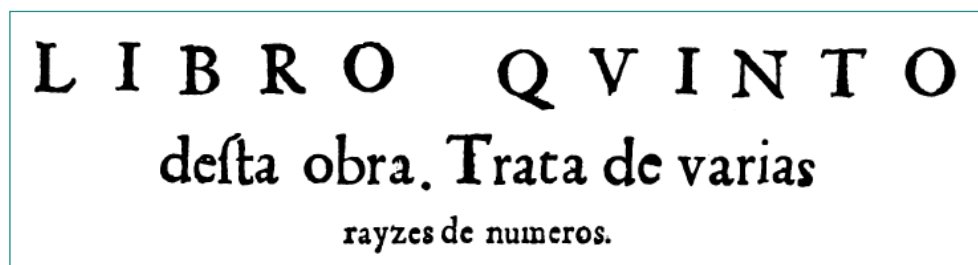 LIBRO QVINTO
deſta obra. Trata de varias
rayzes de numeros.